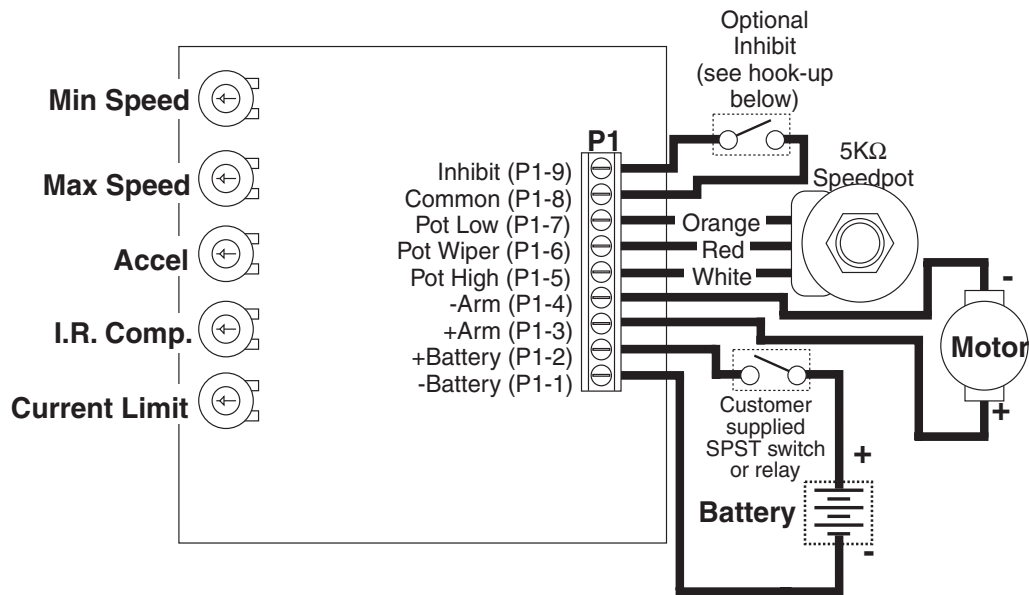 Min Speed
Max Speed
Accel
I.R. Comp.
Current Limit
P1
Inhibit (P1-9)
Common (P1-8)
Pot Low (P1-7)
Pot Wiper (P1-6)
Pot High (P1-5)
-Arm (P1-4)
+Arm (P1-3)
+Battery (P1-2)
-Battery (P1-1)
Optional
Inhibit
(see hook-up
below)
5KΩ
Speedpot
Orange
Red
White
-
Motor
+
Customer
supplied
SPST switch
or relay
+
Battery
-